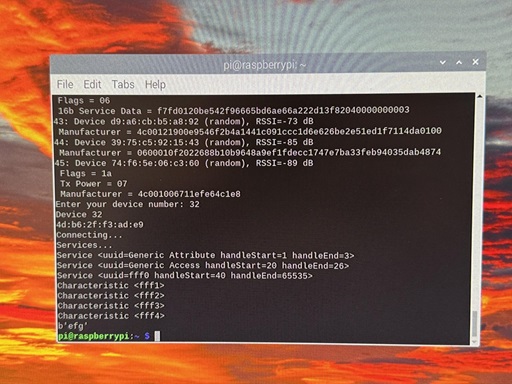 pi@raspberrypi: ~
File Edit Tabs Help
Flags = 06
16b Service Data = f7fd0120be542f96665bd6ae66a222d13f82040000000003
43: Device d9:a6:cb:b5:a8:92 (random), RSSI=-73 dB
Manufacturer = 4c00121900e9546f2b4a1441c091ccc1d6e626be2e51ed1f7114da0100
44: Device 39:75:c5:92:15:43 (random), RSSI=-85 dB
Manufacturer = 0600010f2022688b10b9648a9ef1fdecc1747e7ba33feb94035dab4874
45: Device 74:f6:5e:06:c3:60 (random), RSSI=-89 dB
Flags = 1a
Tx Power = 07
Manufacturer = 4c001006711efe64c1e8
Enter your device number: 32
Device 32
4d:b6:2f:f3:ad:e9
Connecting...
Services...
Service <uuid=Generic Attribute handleStart=1 handleEnd=3>
Service <uuid=Generic Access handleStart=20 handleEnd=26>
Service <uuid=fff0 handleStart=40 handleEnd=65535>
Characteristic <fff1>
Characteristic <fff2>
Characteristic <fff3>
Characteristic <fff4>
b'efg'
pi@raspberrypi:~ $